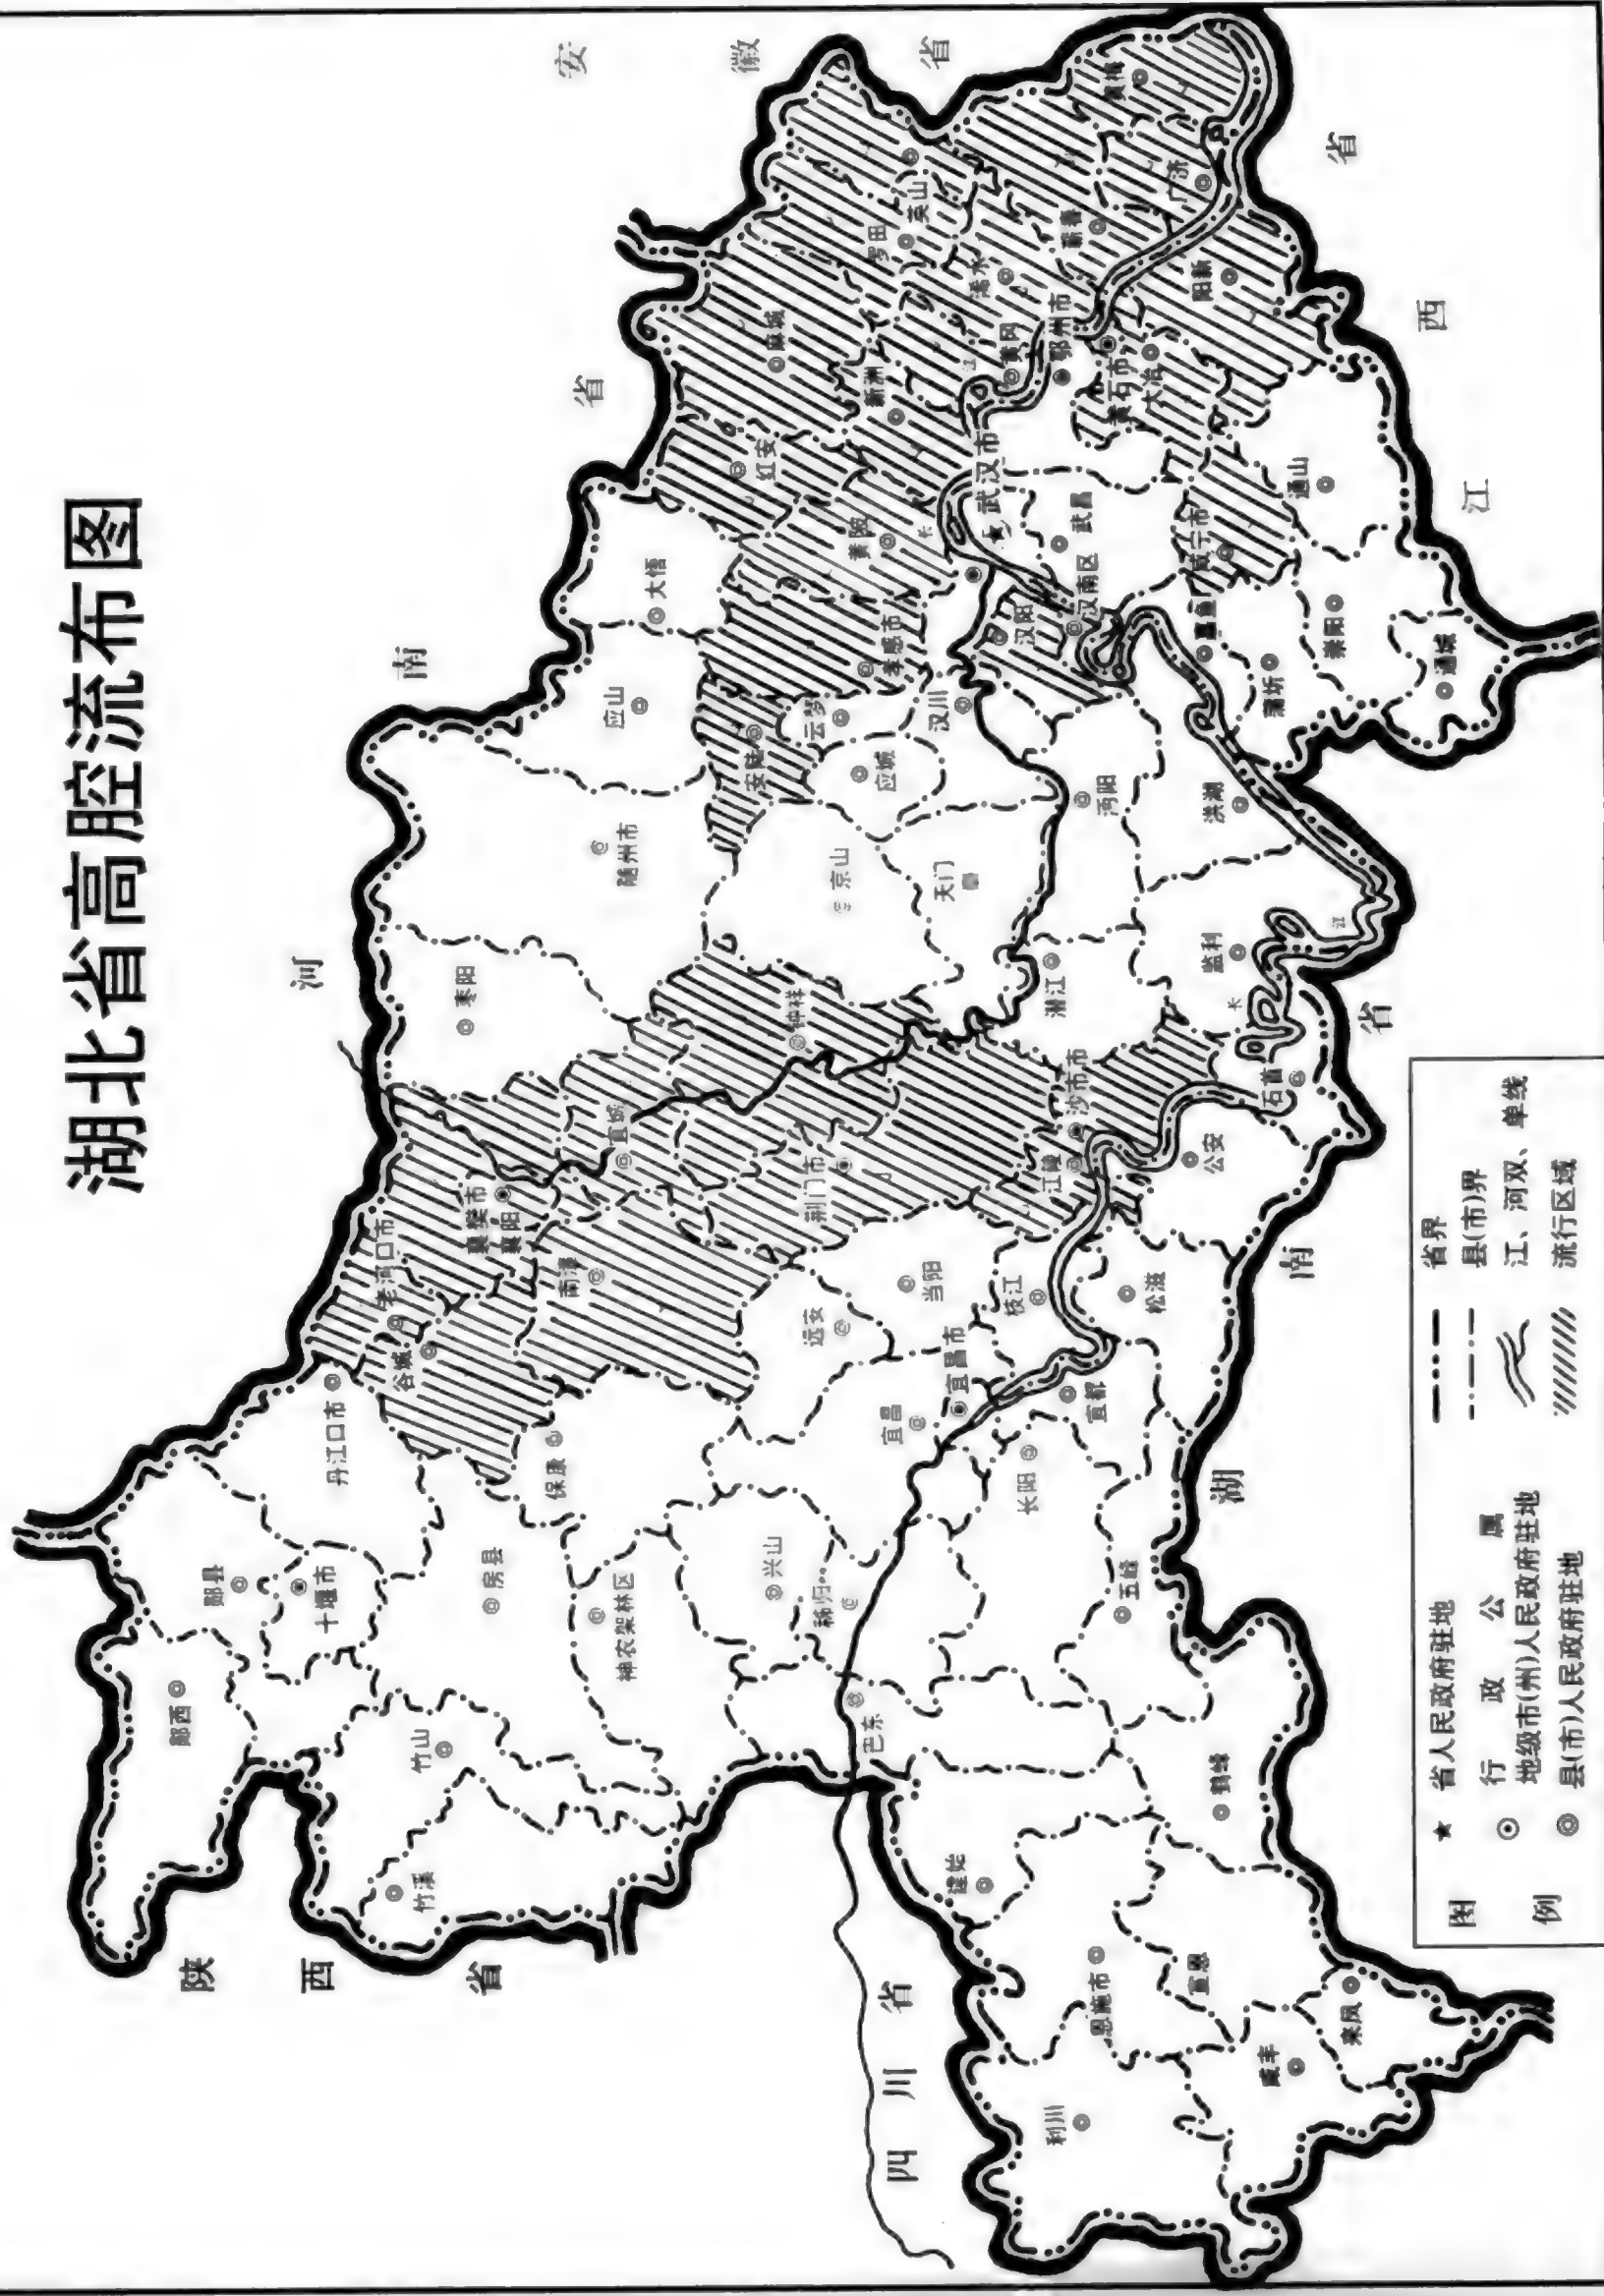 湖北省高腔流布图
陕西省
河南省
安徽省
四川省
湖南省
江西省
郧西
郧县
十堰市
丹江口市
竹溪
竹山
房县
神农架林区
保康
谷城
老河口市
襄樊市
襄阳
南漳
宜城
枣阳
随州市
应山
大悟
红安
麻城
罗田
英山
浠水
蕲春
广济
黄梅
新洲
黄冈
鄂州市
黄石市
大冶
阳新
黄陂
孝感市
安陆
云梦
应城
汉川
武汉市
武昌
汉阳
汉南区
咸宁市
嘉鱼
蒲圻
崇阳
通城
通山
京山
天门
沔阳
洪湖
监利
潜江
钟祥
荆门市
江陵
沙市市
石首
公安
松滋
枝江
当阳
远安
宜昌市
宜昌
宜都
长阳
五峰
兴山
秭归
巴东
建始
鹤峰
恩施市
宣恩
利川
咸丰
来凤
长
江
长
江
图例
省人民政府驻地
行政公属
地级市(州)人民政府驻地
县(市)人民政府驻地
省界
县(市)界
江、河双、单线
流行区域